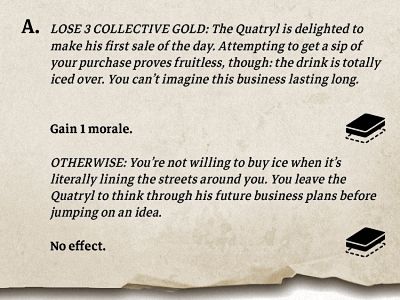 A. LOSE 3 COLLECTIVE GOLD: The Quatryl is delighted to
make his first sale of the day. Attempting to get a sip of
your purchase proves fruitless, though: the drink is totally
iced over. You can't imagine this business lasting long.
Gain 1 morale.
OTHERWISE: You're not willing to buy ice when it's
literally lining the streets around you. You leave the
Quatryl to think through his future business plans before
jumping on an idea.
No effect.